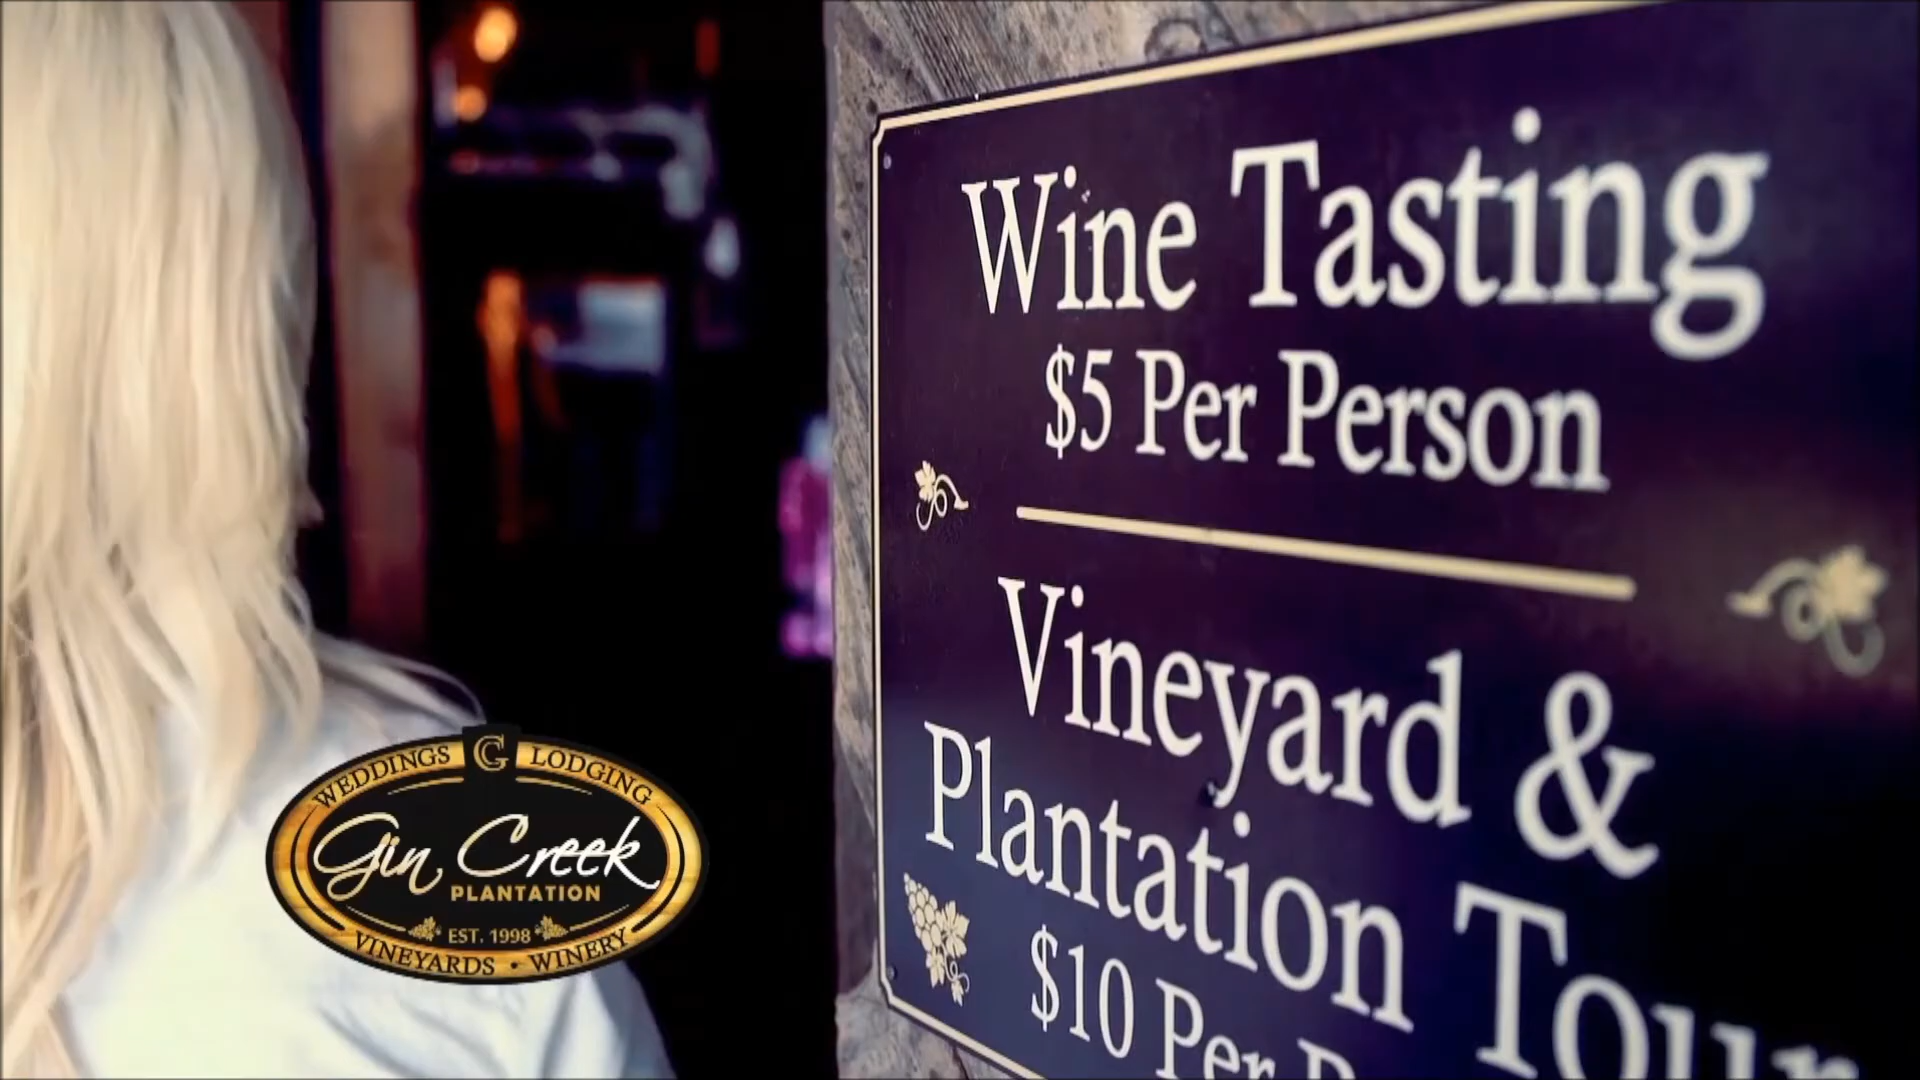 Wine Tasting
$5 Per Person
Vineyard &
Plantation Tour
$10 Per
WEDDINGS G LODGING
Gin Creek
PLANTATION
EST. 1998
VINEYARDS • WINERY